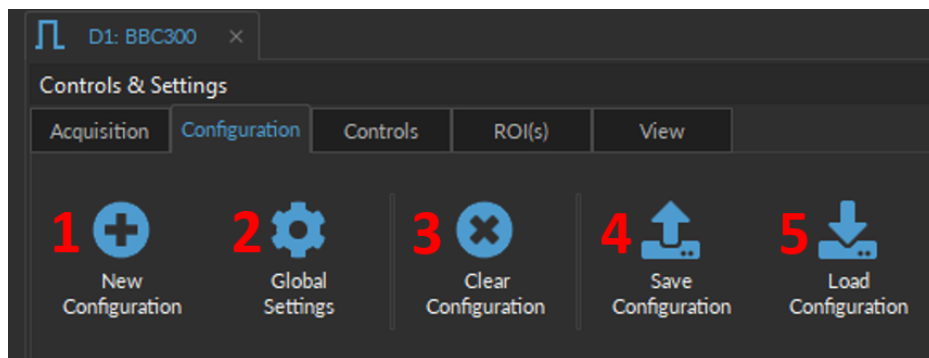 D1: BBC300 ×
Controls & Settings
Acquisition Configuration Controls ROI(s) View
1 2 3 4 5
New Global Clear Save Load
Configuration Settings Configuration Configuration Configuration